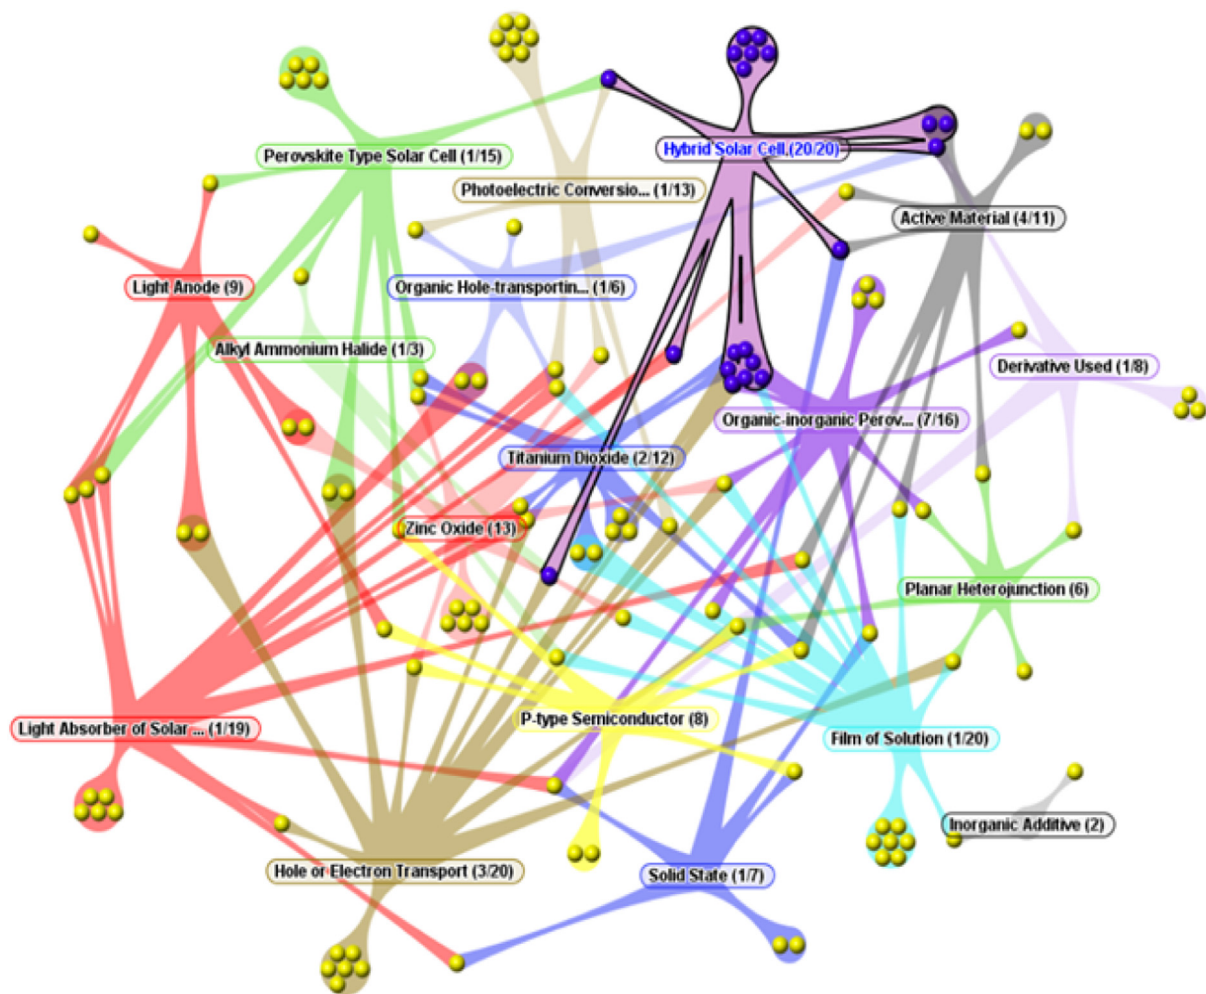 Perovskite Type Solar Cell (1/15)
Hybrid Solar Cell,(20/20)
Photoelectric Conversio... (1/13)
Active Material (4/11)
Light Anode (9)
Organic Hole-transportin... (1/6)
Alkyl Ammonium Halide (1/3)
Derivative Used (1/8)
Organic-inorganic Perov... (7/16)
Titanium Dioxide (2/12)
Zinc Oxide (13)
Planar Heterojunction (6)
P-type Semiconductor (8)
Light Absorber of Solar ... (1/19)
Film of Solution (1/20)
Inorganic Additive (2)
Hole or Electron Transport (3/20)
Solid State (1/7)